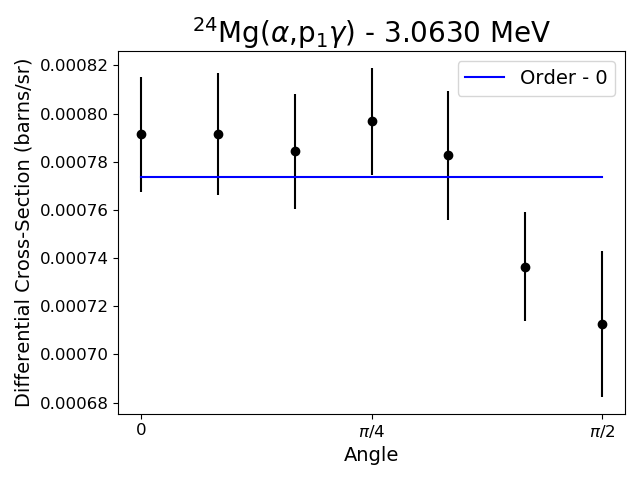 ²⁴Mg(α,p₁γ) - 3.0630 MeV
Order - 0
Differential Cross-Section (barns/sr)
0.00082
0.00080
0.00078
0.00076
0.00074
0.00072
0.00070
0.00068
0
π/4
π/2
Angle